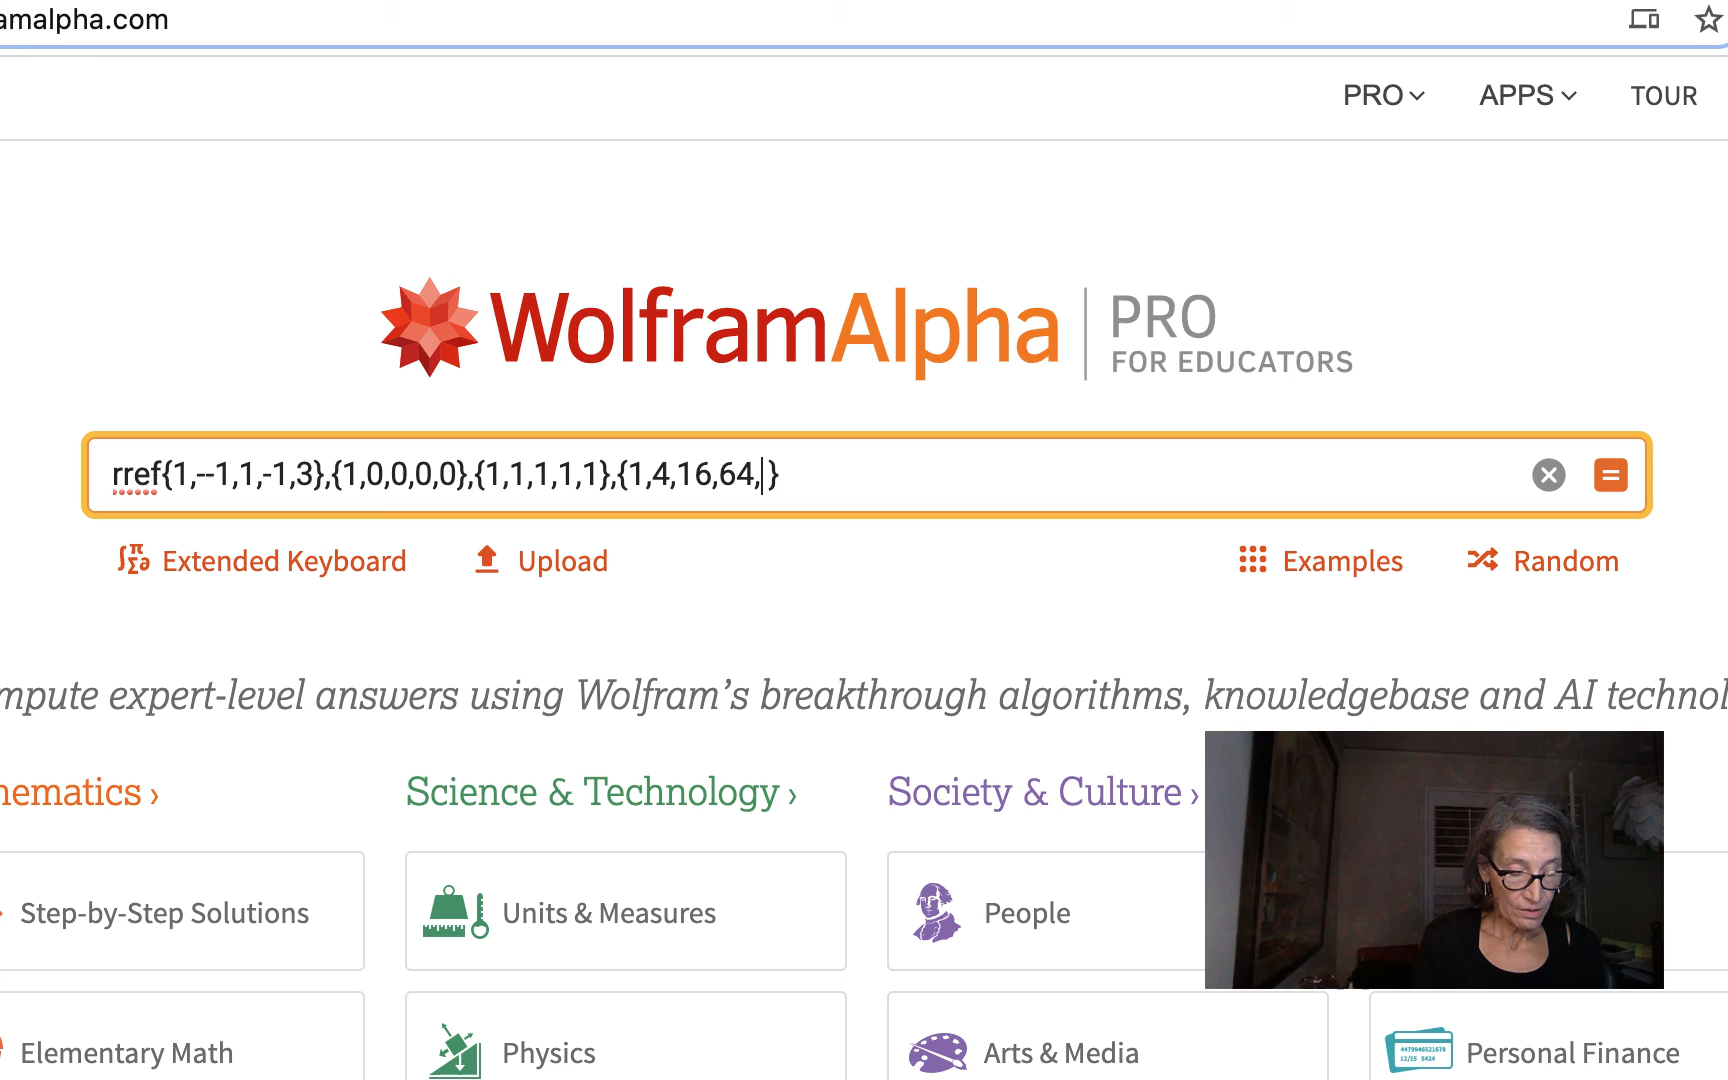 amalpha.com
PRO APPS TOUR
WolframAlpha PRO
FOR EDUCATORS
rref{1,--1,1,-1,3},{1,0,0,0,0},{1,1,1,1,1},{1,4,16,64,}
Extended Keyboard Upload Examples Random
mpute expert-level answers using Wolfram's breakthrough algorithms, knowledgebase and AI technol
nematics › Science & Technology › Society & Culture ›
Step-by-Step Solutions Units & Measures People
Elementary Math Physics Arts & Media Personal Finance